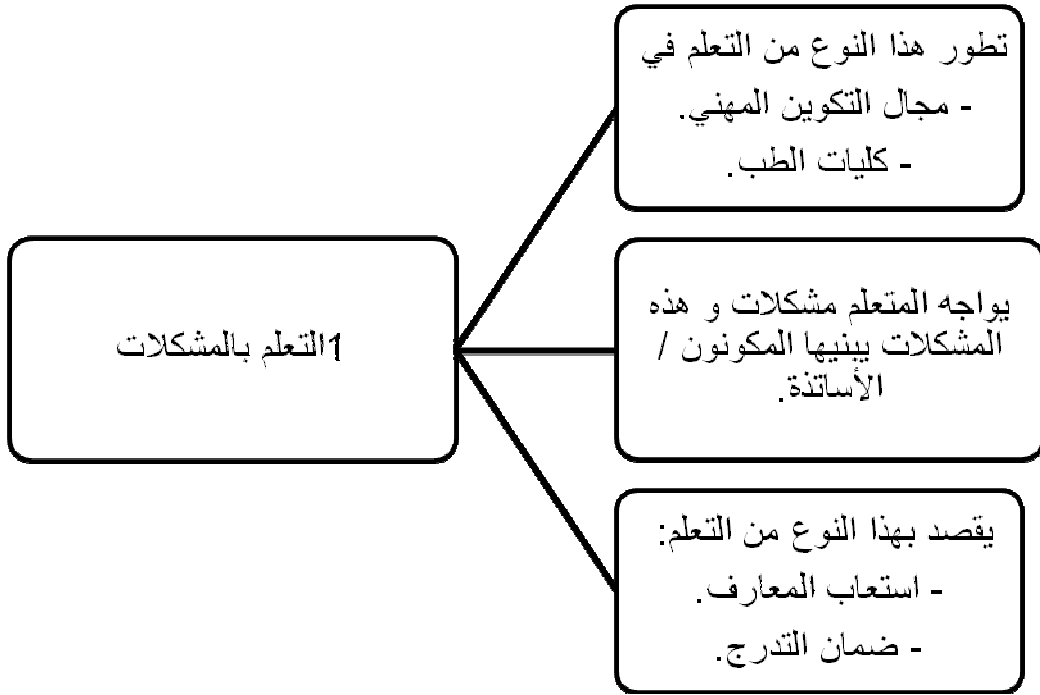 تطور هذا النوع من التعلم في
- مجال التكوين المهني.
- كليات الطب.
1التعلم بالمشكلات
يواجه المتعلم مشكلات و هذه
المشكلات يبنيها المكونون /
الأساتذة.
يقصد بهذا النوع من التعلم:
- استعاب المعارف.
- ضمان التدرج.